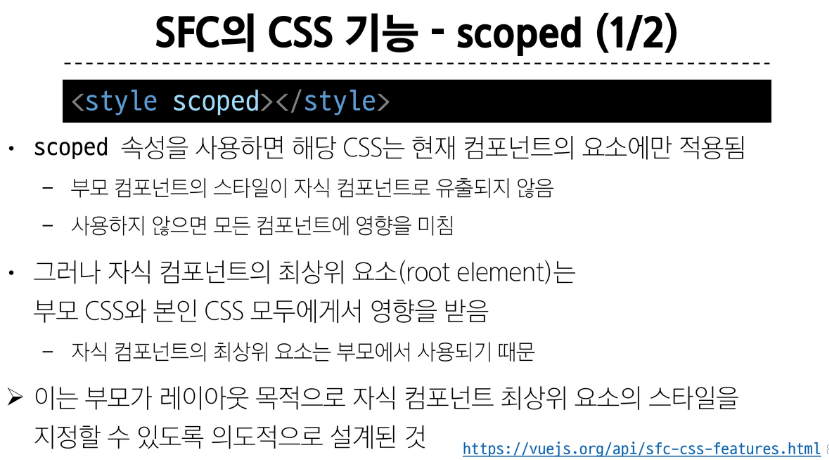 SFC의 CSS 기능 - scoped (1/2)
<style scoped></style>
• scoped 속성을 사용하면 해당 CSS는 현재 컴포넌트의 요소에만 적용됨
– 부모 컴포넌트의 스타일이 자식 컴포넌트로 유출되지 않음
– 사용하지 않으면 모든 컴포넌트에 영향을 미침
• 그러나 자식 컴포넌트의 최상위 요소(root element)는
부모 CSS와 본인 CSS 모두에게서 영향을 받음
– 자식 컴포넌트의 최상위 요소는 부모에서 사용되기 때문
➢ 이는 부모가 레이아웃 목적으로 자식 컴포넌트 최상위 요소의 스타일을
지정할 수 있도록 의도적으로 설계된 것
https://vuejs.org/api/sfc-css-features.html